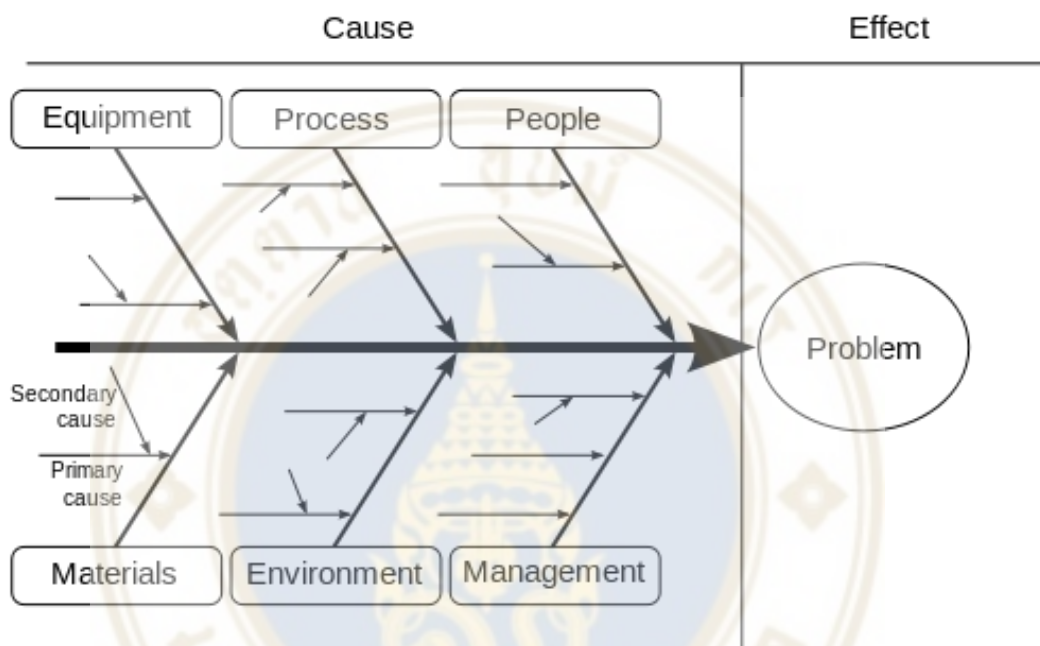 Cause
Effect
Equipment
Process
People
Problem
Secondary
cause
Primary
cause
Materials
Environment
Management